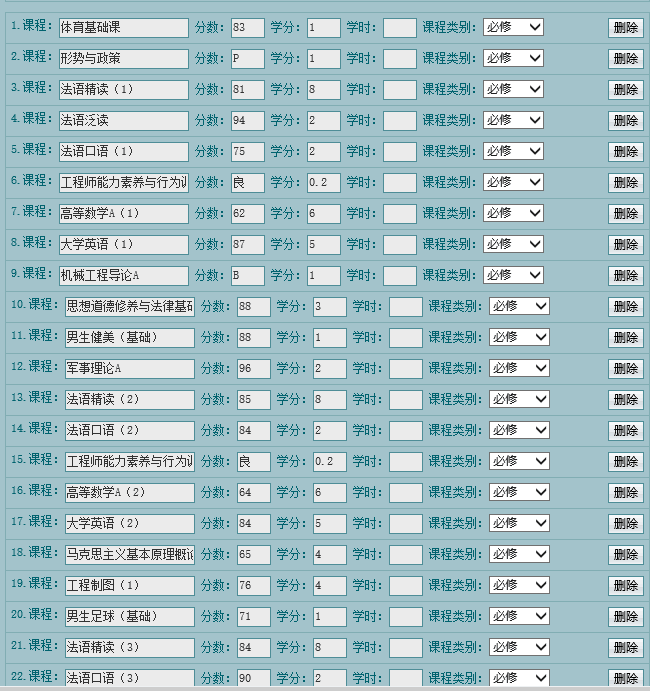 1.课程: 体育基础课 分数: 83 学分: 1 学时: 课程类别: 必修 删除
2.课程: 形势与政策 分数: P 学分: 1 学时: 课程类别: 必修 删除
3.课程: 法语精读（1） 分数: 81 学分: 8 学时: 课程类别: 必修 删除
4.课程: 法语泛读 分数: 94 学分: 2 学时: 课程类别: 必修 删除
5.课程: 法语口语（1） 分数: 75 学分: 2 学时: 课程类别: 必修 删除
6.课程: 工程师能力素养与行为训 分数: 良 学分: 0.2 学时: 课程类别: 必修 删除
7.课程: 高等数学A（1） 分数: 62 学分: 6 学时: 课程类别: 必修 删除
8.课程: 大学英语（1） 分数: 87 学分: 5 学时: 课程类别: 必修 删除
9.课程: 机械工程导论A 分数: B 学分: 1 学时: 课程类别: 必修 删除
10.课程: 思想道德修养与法律基础 分数: 88 学分: 3 学时: 课程类别: 必修 删除
11.课程: 男生健美（基础） 分数: 88 学分: 1 学时: 课程类别: 必修 删除
12.课程: 军事理论A 分数: 96 学分: 2 学时: 课程类别: 必修 删除
13.课程: 法语精读（2） 分数: 85 学分: 8 学时: 课程类别: 必修 删除
14.课程: 法语口语（2） 分数: 84 学分: 2 学时: 课程类别: 必修 删除
15.课程: 工程师能力素养与行为训 分数: 良 学分: 0.2 学时: 课程类别: 必修 删除
16.课程: 高等数学A（2） 分数: 64 学分: 6 学时: 课程类别: 必修 删除
17.课程: 大学英语（2） 分数: 84 学分: 5 学时: 课程类别: 必修 删除
18.课程: 马克思主义基本原理概论 分数: 65 学分: 4 学时: 课程类别: 必修 删除
19.课程: 工程制图（1） 分数: 76 学分: 4 学时: 课程类别: 必修 删除
20.课程: 男生足球（基础） 分数: 71 学分: 1 学时: 课程类别: 必修 删除
21.课程: 法语精读（3） 分数: 84 学分: 8 学时: 课程类别: 必修 删除
22.课程: 法语口语（3） 分数: 90 学分: 2 学时: 课程类别: 必修 删除